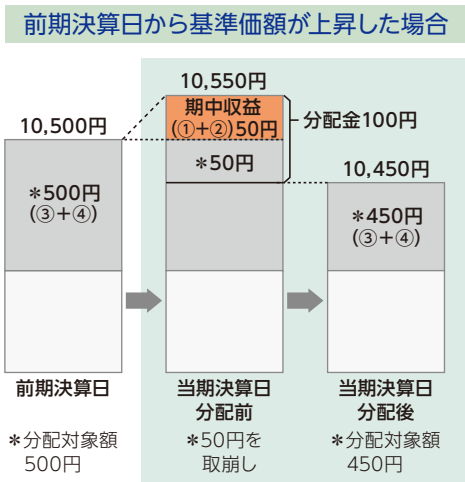 前期決算日から基準価額が上昇した場合
10,550円
期中収益
(①+②)50円
分配金100円
10,500円
*50円
10,450円
*500円
(③+④)
*450円
(③+④)
前期決算日
当期決算日
分配前
当期決算日
分配後
*分配対象額
500円
*50円を
取崩し
*分配対象額
450円